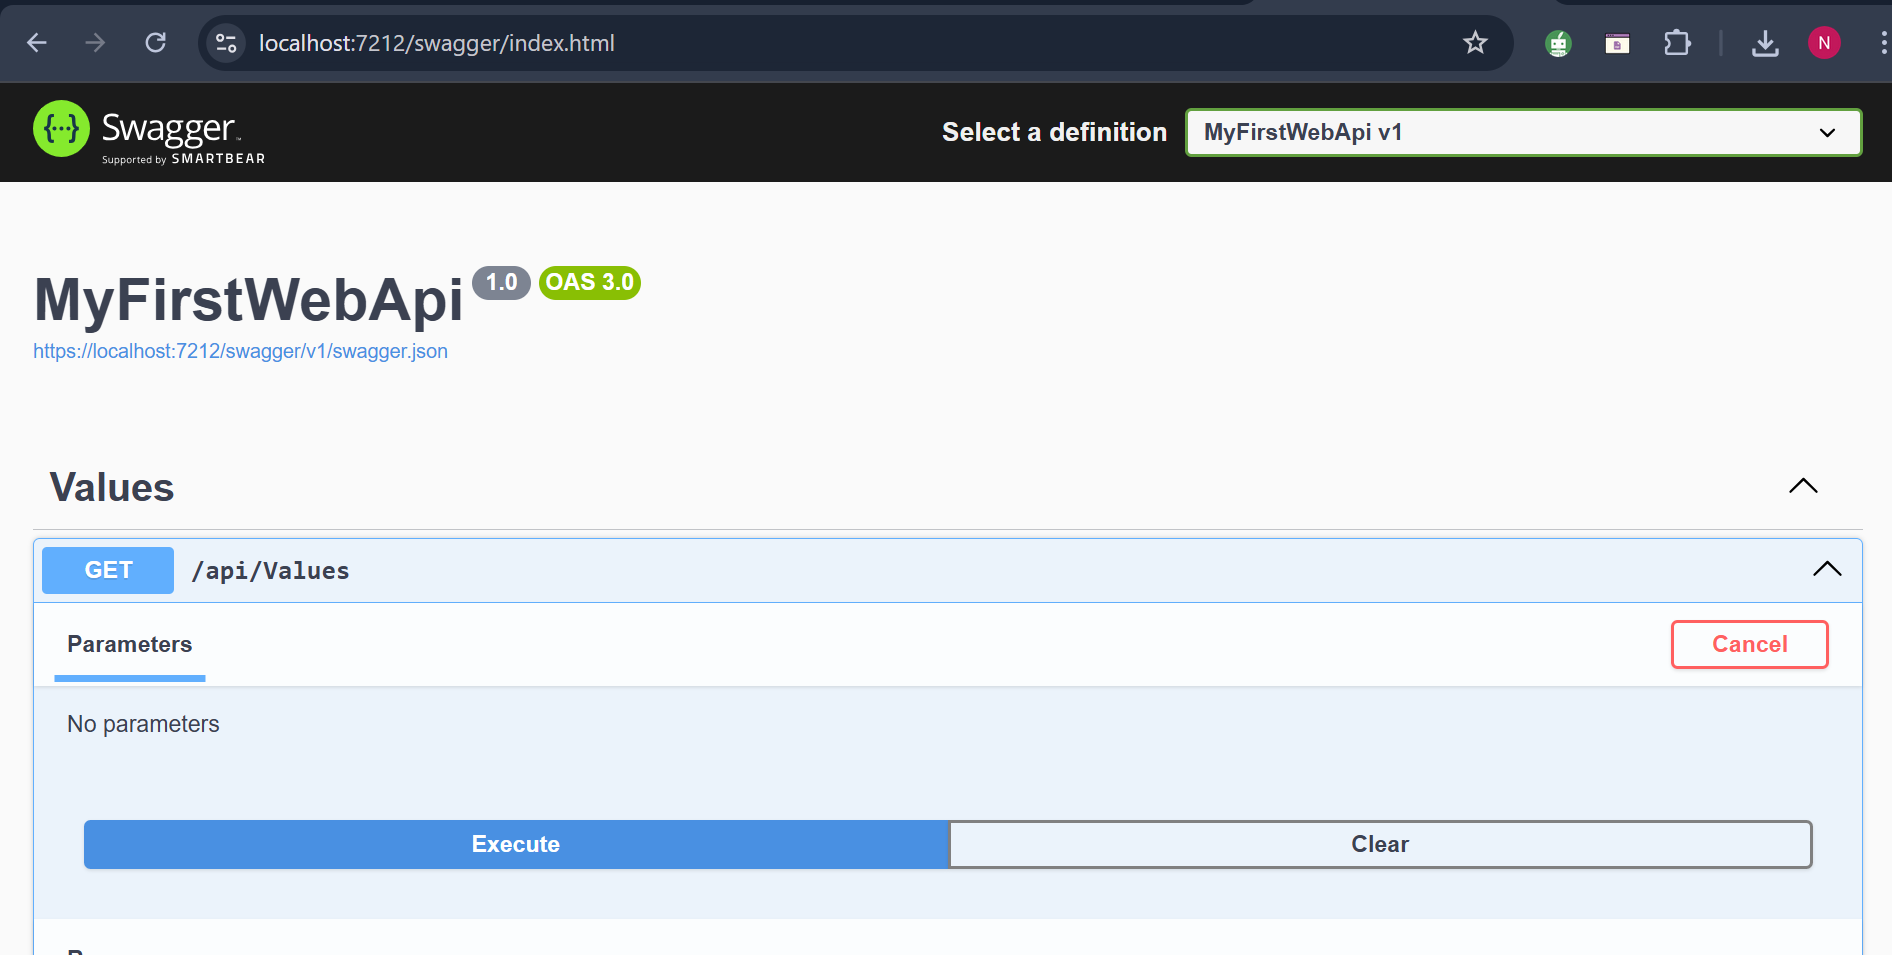 localhost:7212/swagger/index.html
N
{...} Swagger
Supported by SMARTBEAR
Select a definition
MyFirstWebApi v1
MyFirstWebApi 1.0 OAS 3.0
https://localhost:7212/swagger/v1/swagger.json
Values
GET /api/Values
Parameters
Cancel
No parameters
Execute
Clear